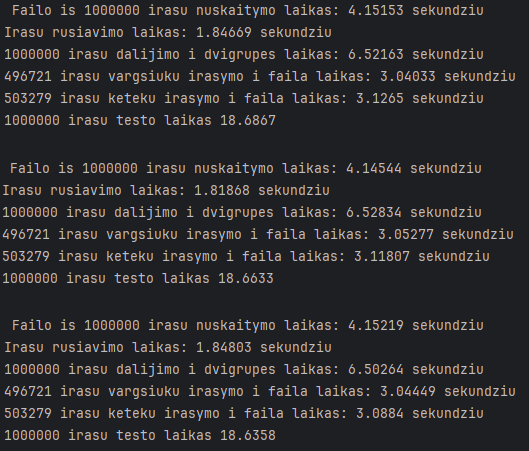 Failo is 1000000 irasu nuskaitymo laikas: 4.15153 sekundziu
Irasu rusiavimo laikas: 1.84669 sekundziu
1000000 irasu dalijimo i dvigrupes laikas: 6.52163 sekundziu
496721 irasu vargsiuku irasymo i faila laikas: 3.04033 sekundziu
503279 irasu keteku irasymo i faila laikas: 3.1265 sekundziu
1000000 irasu testo laikas 18.6867
Failo is 1000000 irasu nuskaitymo laikas: 4.14544 sekundziu
Irasu rusiavimo laikas: 1.81868 sekundziu
1000000 irasu dalijimo i dvigrupes laikas: 6.52834 sekundziu
496721 irasu vargsiuku irasymo i faila laikas: 3.05277 sekundziu
503279 irasu keteku irasymo i faila laikas: 3.11807 sekundziu
1000000 irasu testo laikas 18.6633
Failo is 1000000 irasu nuskaitymo laikas: 4.15219 sekundziu
Irasu rusiavimo laikas: 1.84803 sekundziu
1000000 irasu dalijimo i dvigrupes laikas: 6.50264 sekundziu
496721 irasu vargsiuku irasymo i faila laikas: 3.04449 sekundziu
503279 irasu keteku irasymo i faila laikas: 3.0884 sekundziu
1000000 irasu testo laikas 18.6358